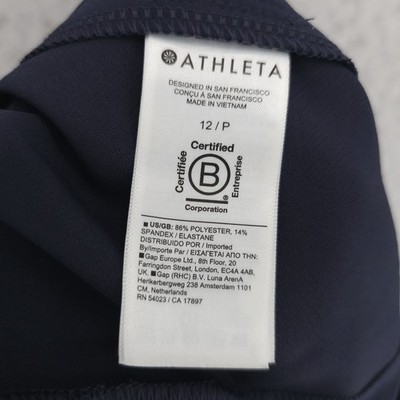 ATHLETA
DESIGNED IN SAN FRANCISCO
CONÇU À SAN FRANCISCO
MADE IN VIETNAM
12 / P
Certified
Certifiée
B
®
Entreprise
Corporation
■ US/GB: 86% POLYESTER, 14%
SPANDEX / ELASTANE
DISTRIBUIDO POR / Imported
By/Importe Par / ΕΙΣΑΓΕΤΑΙ ΑΠΟ ΤΗΝ:
■Gap Europe Ltd., 8th Floor, 20
Farringdon Street, London, EC4A 4AB,
UK. ■Gap (RHC) B.V. Luna ArenA
Herikerbergweg 238 Amsterdam 1101
CM, Netherlands
RN 54023 / CA 17897